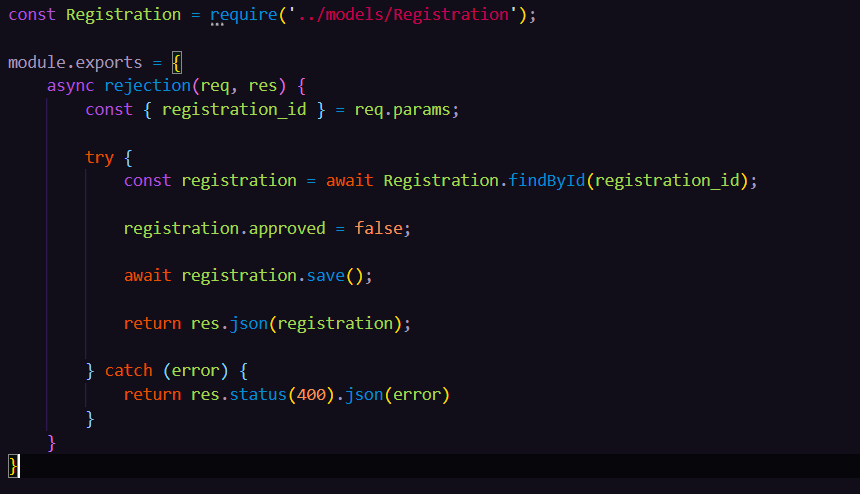 const Registration = require('../models/Registration');
module.exports = {
async rejection(req, res) {
const { registration_id } = req.params;
try {
const registration = await Registration.findById(registration_id);
registration.approved = false;
await registration.save();
return res.json(registration);
} catch (error) {
return res.status(400).json(error)
}
}
}